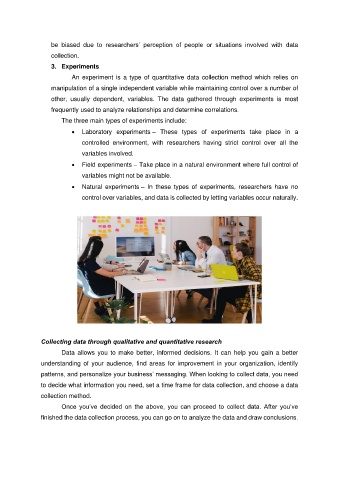 be biased due to researchers' perception of people or situations involved with data
collection.
3. Experiments
An experiment is a type of quantitative data collection method which relies on
manipulation of a single independent variable while maintaining control over a number of
other, usually dependent, variables. The data gathered through experiments is most
frequently used to analyze relationships and determine correlations.
The three main types of experiments include:
• Laboratory experiments – These types of experiments take place in a
controlled environment, with researchers having strict control over all the
variables involved.
• Field experiments – Take place in a natural environment where full control of
variables might not be available.
• Natural experiments – In these types of experiments, researchers have no
control over variables, and data is collected by letting variables occur naturally.
Collecting data through qualitative and quantitative research
Data allows you to make better, informed decisions. It can help you gain a better
understanding of your audience, find areas for improvement in your organization, identify
patterns, and personalize your business' messaging. When looking to collect data, you need
to decide what information you need, set a time frame for data collection, and choose a data
collection method.
Once you've decided on the above, you can proceed to collect data. After you've
finished the data collection process, you can go on to analyze the data and draw conclusions.